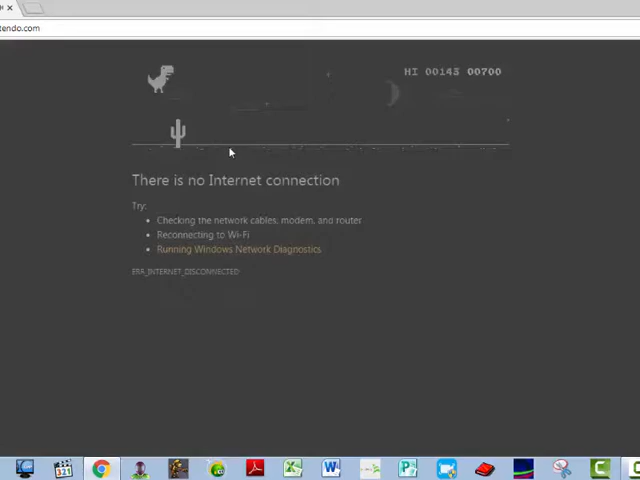 tendo.com
HI 00143 00700
There is no Internet connection
Try:
Checking the network cables, modem, and router
Reconnecting to Wi-Fi
Running Windows Network Diagnostics
ERR_INTERNET_DISCONNECTED
321